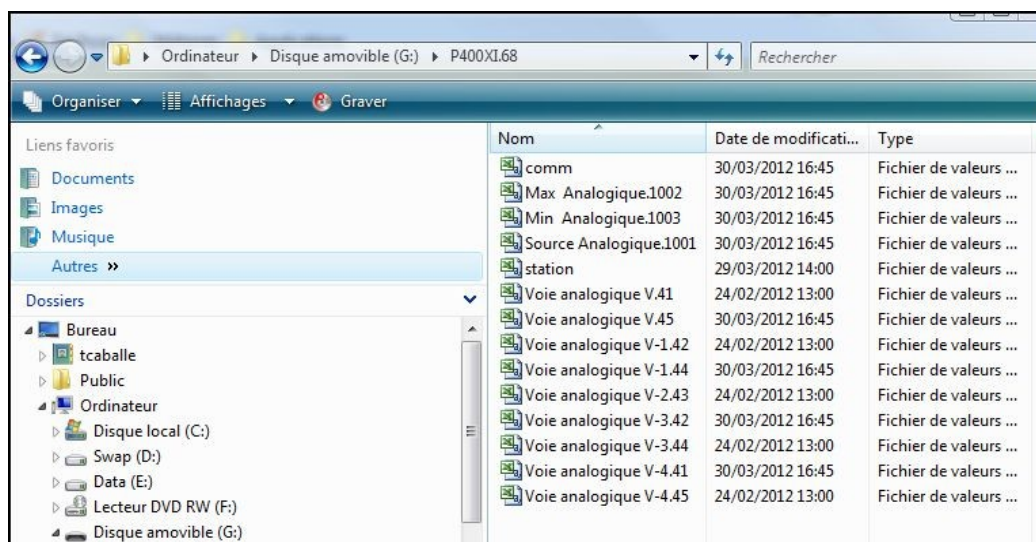 Ordinateur Disque amovible (G:) P400XI.68 Rechercher
Organiser Affichages Graver
Liens favoris
Documents
Images
Musique
Autres »
Dossiers
Bureau
tcaballe
Public
Ordinateur
Disque local (C:)
Swap (D:)
Data (E:)
Lecteur DVD RW (F:)
Disque amovible (G:)
Nom Date de modificati... Type
comm 30/03/2012 16:45 Fichier de valeurs ...
Max Analogique.1002 30/03/2012 16:45 Fichier de valeurs ...
Min Analogique.1003 30/03/2012 16:45 Fichier de valeurs ...
Source Analogique.1001 30/03/2012 16:45 Fichier de valeurs ...
station 29/03/2012 14:00 Fichier de valeurs ...
Voie analogique V.41 24/02/2012 13:00 Fichier de valeurs ...
Voie analogique V.45 30/03/2012 16:45 Fichier de valeurs ...
Voie analogique V-1.42 24/02/2012 13:00 Fichier de valeurs ...
Voie analogique V-1.44 30/03/2012 16:45 Fichier de valeurs ...
Voie analogique V-2.43 24/02/2012 13:00 Fichier de valeurs ...
Voie analogique V-3.42 30/03/2012 16:45 Fichier de valeurs ...
Voie analogique V-3.44 24/02/2012 13:00 Fichier de valeurs ...
Voie analogique V-4.41 30/03/2012 16:45 Fichier de valeurs ...
Voie analogique V-4.45 24/02/2012 13:00 Fichier de valeurs ...